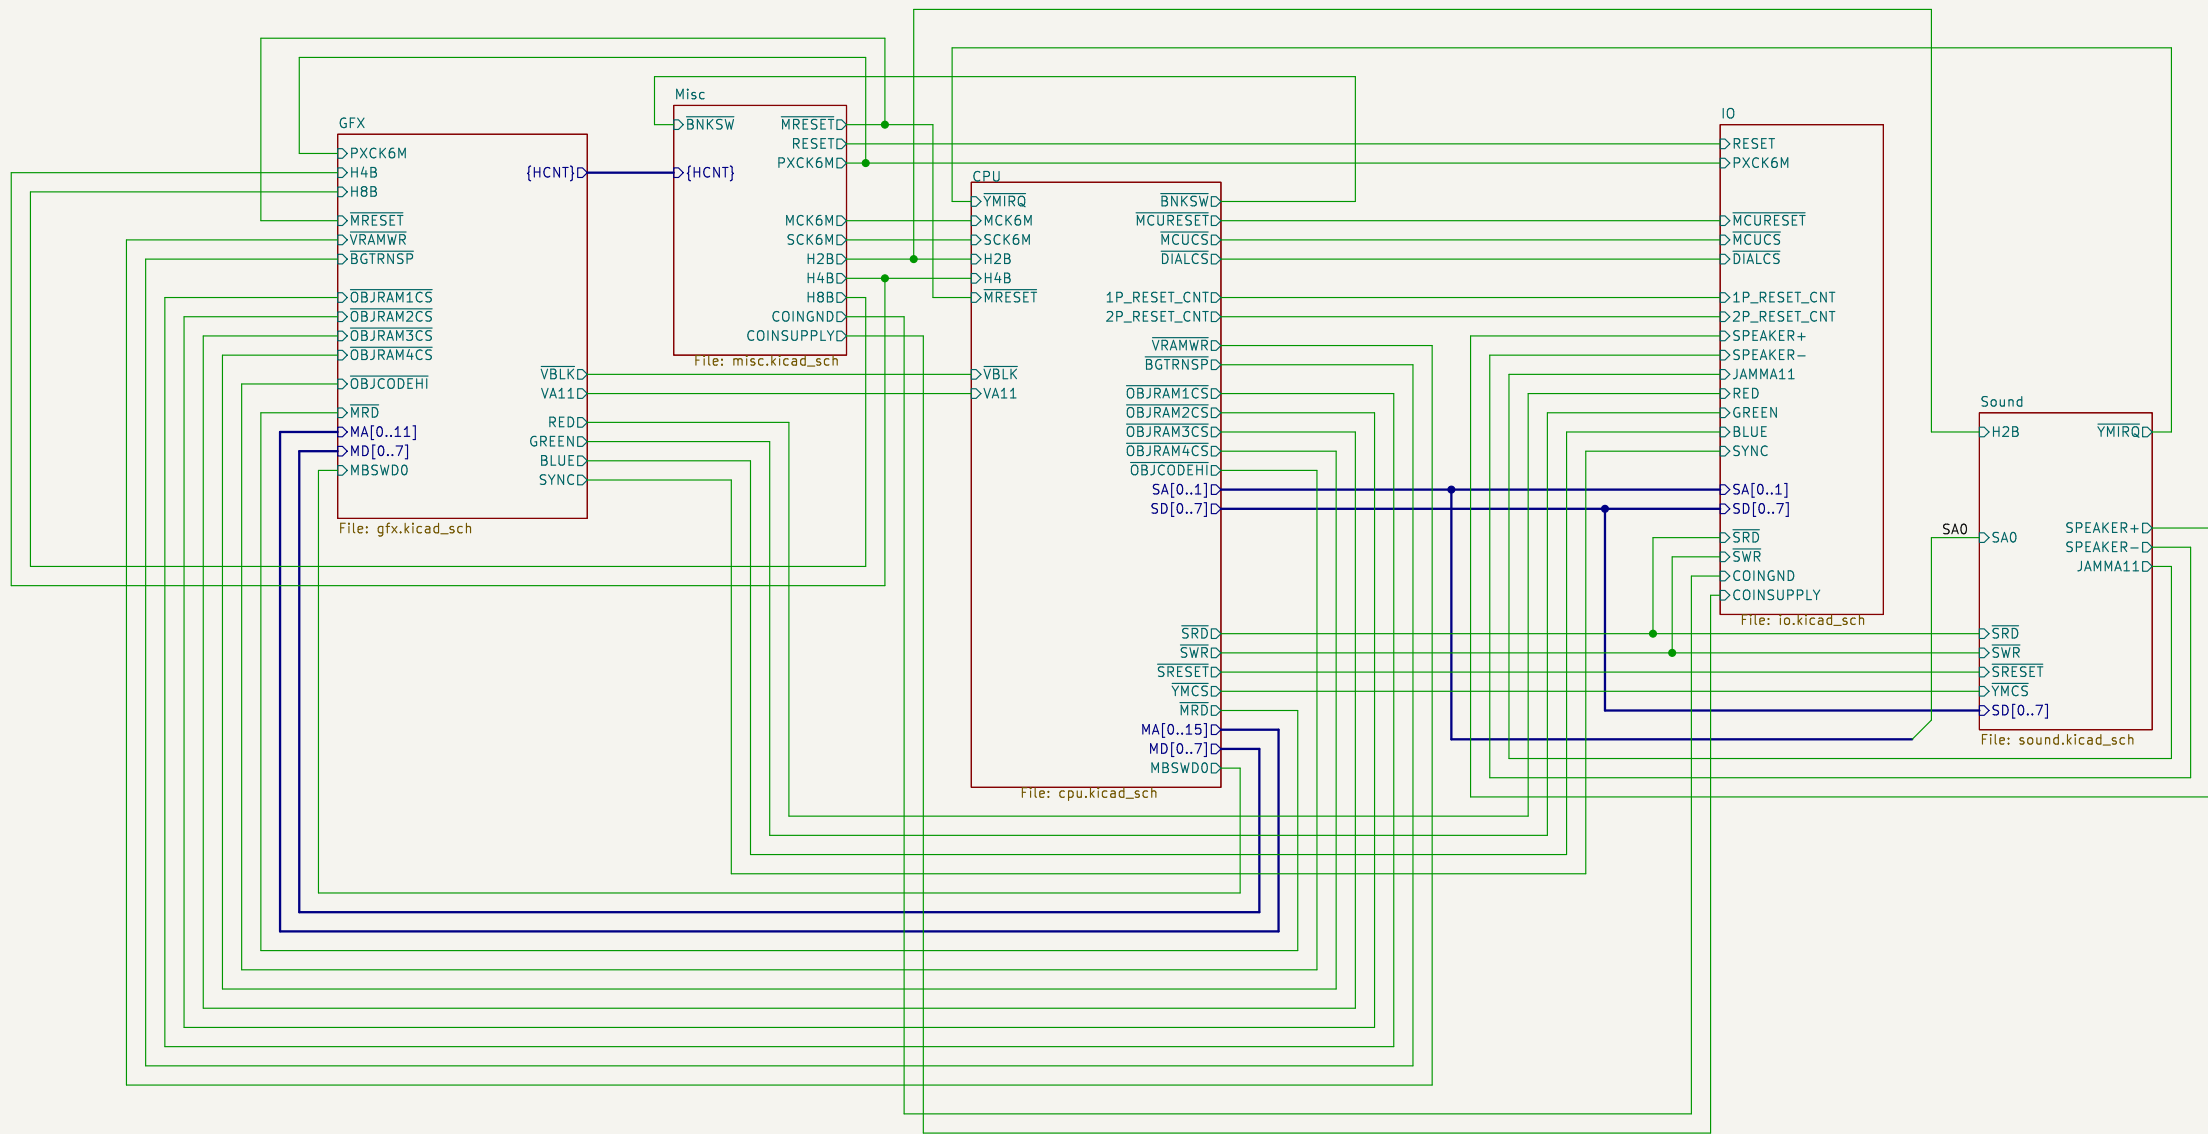 GFX
PXCK6M
H4B
H8B
MRESET
VRAMWR
BGTRNSP
OBJRAM1CS
OBJRAM2CS
OBJRAM3CS
OBJRAM4CS
OBJCODEHI
MRD
MA[0..11]
MD[0..7]
MBSWD0
{HCNT}
VBLK
VA11
RED
GREEN
BLUE
SYNC
File: gfx.kicad_sch
Misc
BNKSW
{HCNT}
MRESET
RESET
PXCK6M
MCK6M
SCK6M
H2B
H4B
H8B
COINGND
COINSUPPLY
File: misc.kicad_sch
CPU
YMIRQ
MCK6M
SCK6M
H2B
H4B
MRESET
VBLK
VA11
BNKSW
MCURESET
MCUCS
DIALCS
1P_RESET_CNT
2P_RESET_CNT
VRAMWR
BGTRNSP
OBJRAM1CS
OBJRAM2CS
OBJRAM3CS
OBJRAM4CS
OBJCODEHI
SA[0..1]
SD[0..7]
SRD
SWR
SRESET
YMCS
MRD
MA[0..15]
MD[0..7]
MBSWD0
File: cpu.kicad_sch
IO
RESET
PXCK6M
MCURESET
MCUCS
DIALCS
1P_RESET_CNT
2P_RESET_CNT
SPEAKER+
SPEAKER-
JAMMA11
RED
GREEN
BLUE
SYNC
SA[0..1]
SD[0..7]
SRD
SWR
COINGND
COINSUPPLY
File: io.kicad_sch
Sound
H2B
SA0
SA0
SRD
SWR
SRESET
YMCS
SD[0..7]
YMIRQ
SPEAKER+
SPEAKER-
JAMMA11
File: sound.kicad_sch